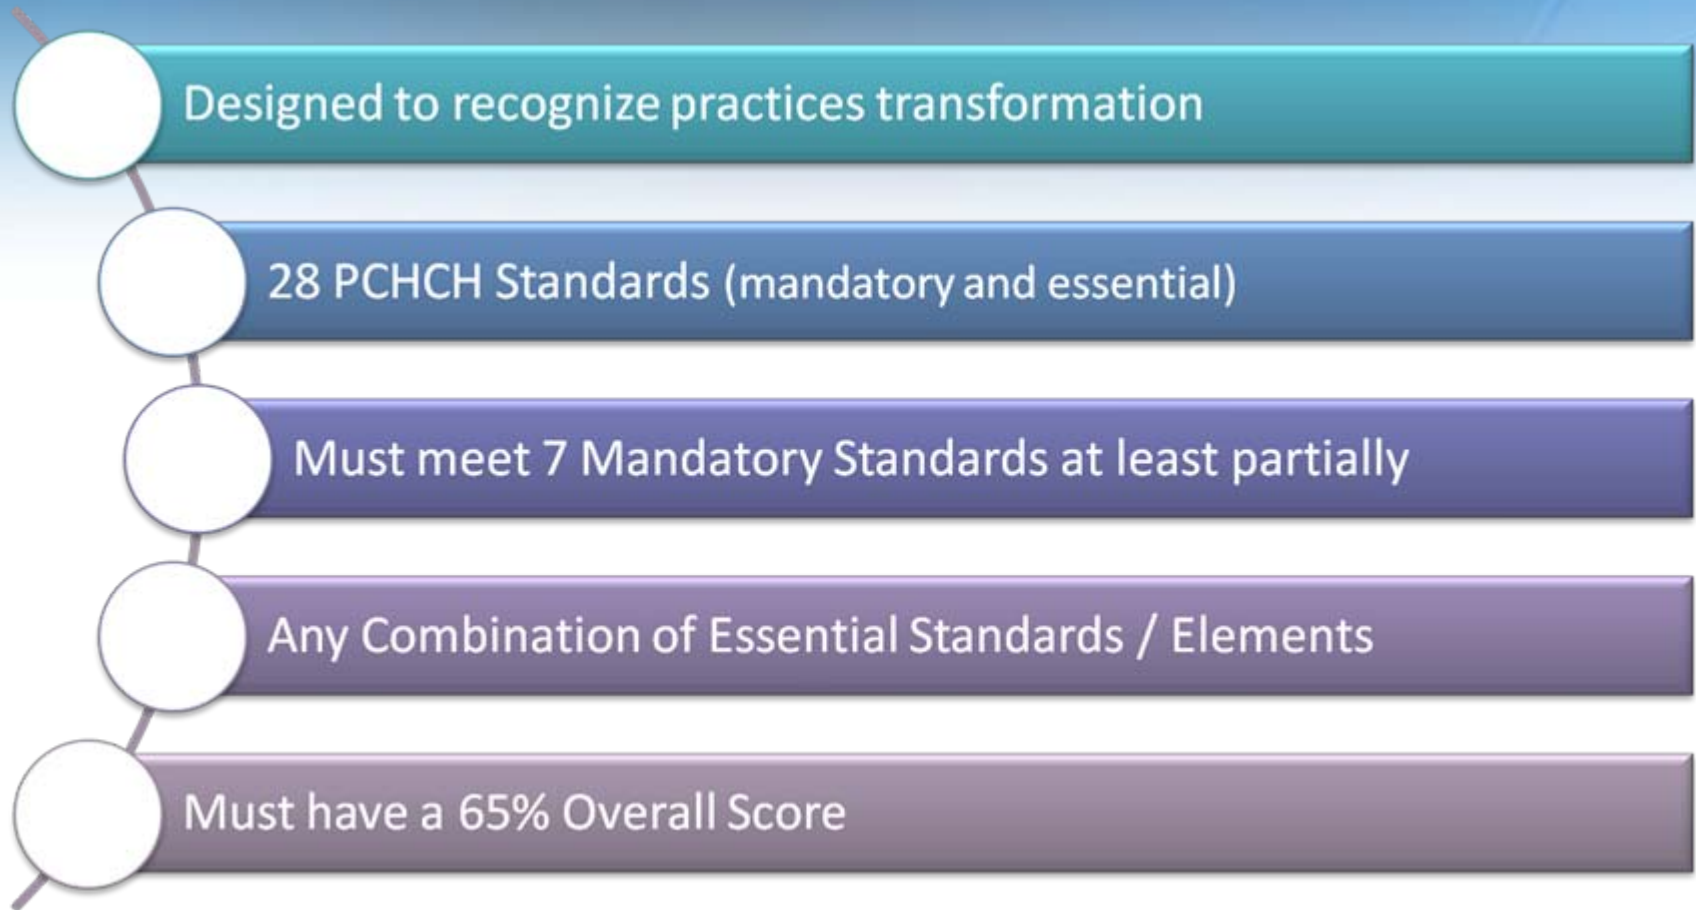 Designed to recognize practices transformation
28 PCHCH Standards (mandatory and essential)
Must meet 7 Mandatory Standards at least partially
Any Combination of Essential Standards / Elements
Must have a 65% Overall Score